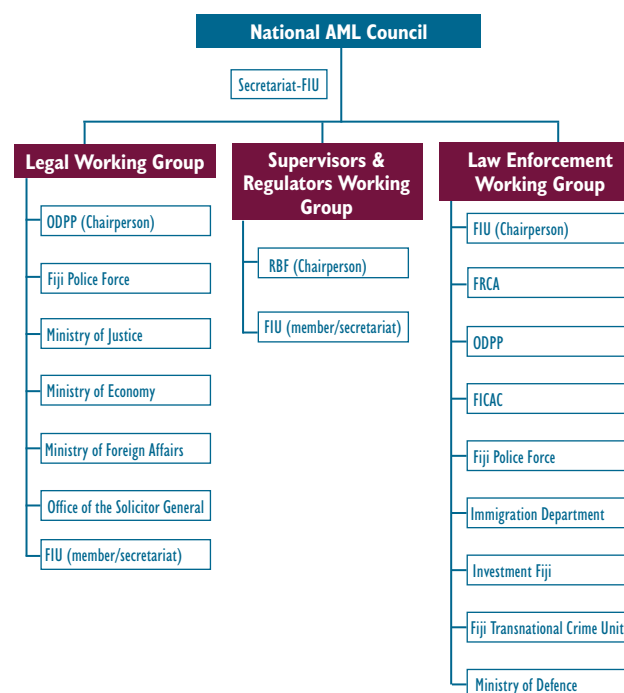 National AML Council
Secretariat-FIU
Legal Working Group
ODPP (Chairperson)
Fiji Police Force
Ministry of Justice
Ministry of Economy
Ministry of Foreign Affairs
Office of the Solicitor General
FIU (member/secretariat)
Supervisors &
Regulators Working
Group
RBF (Chairperson)
FIU (member/secretariat)
Law Enforcement
Working Group
FIU (Chairperson)
FRCA
ODPP
FICAC
Fiji Police Force
Immigration Department
Investment Fiji
Fiji Transnational Crime Unit
Ministry of Defence